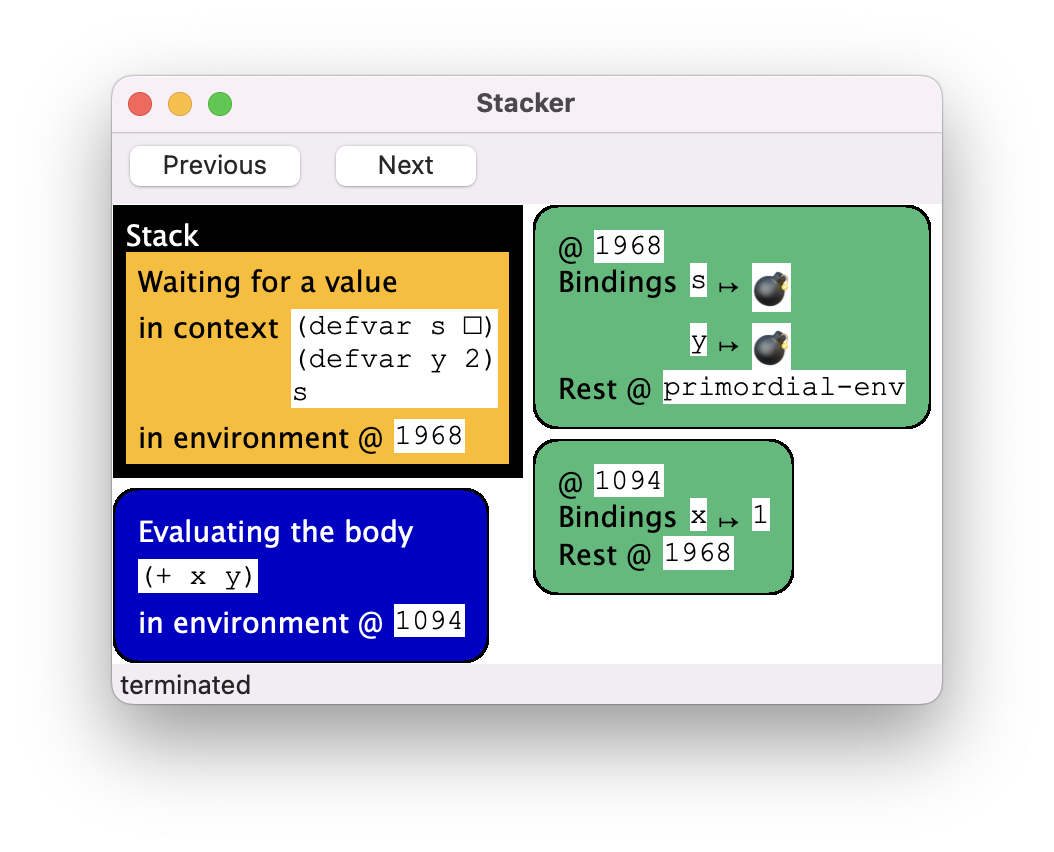 Stacker
Previous Next
Stack
Waiting for a value
in context (defvar s □)
(defvar y 2)
s
in environment @ 1968
Evaluating the body
(+ x y)
in environment @ 1094
@ 1968
Bindings s ↦ 💣
y ↦ 💣
Rest @ primordial-env
@ 1094
Bindings x ↦ 1
Rest @ 1968
terminated